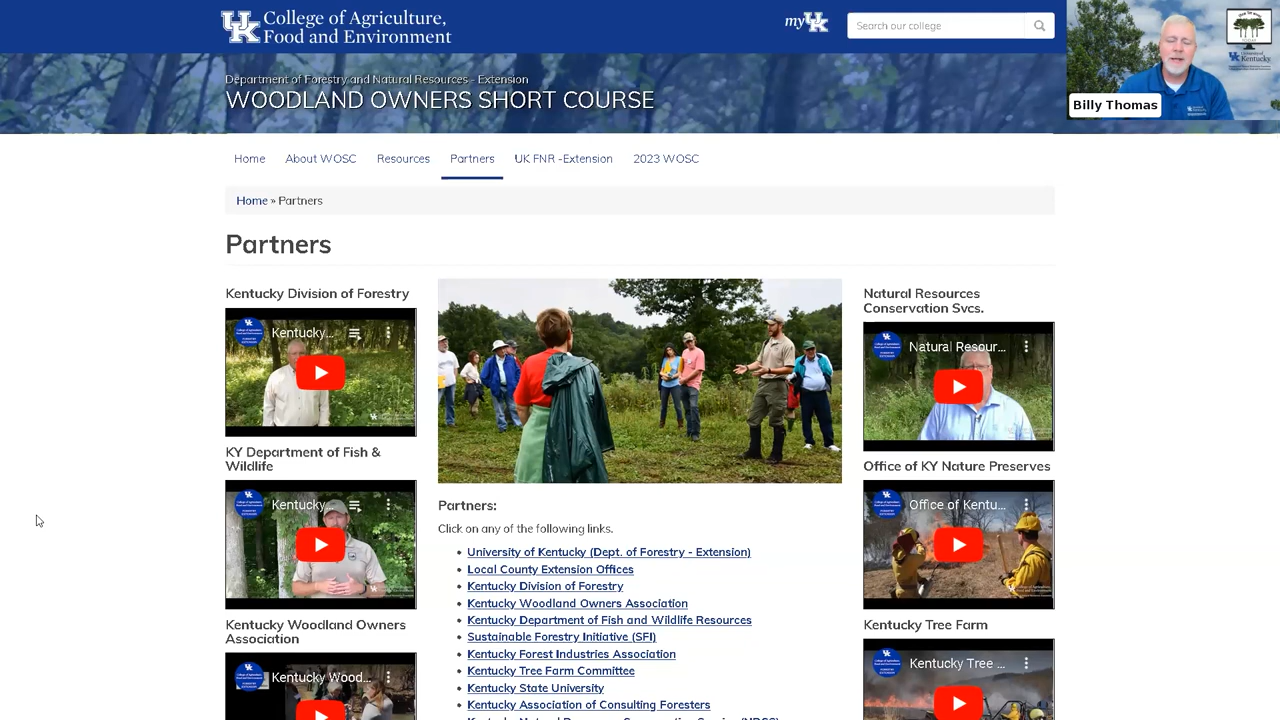 UK College of Agriculture,
Food and Environment
myUK
Search our college
Billy Thomas
Department of Forestry and Natural Resources - Extension
WOODLAND OWNERS SHORT COURSE
Home
About WOSC
Resources
Partners
UK FNR -Extension
2023 WOSC
Home » Partners
Partners
Kentucky Division of Forestry
Kentucky...
KY Department of Fish &
Wildlife
Kentucky...
Kentucky Woodland Owners
Association
Kentucky Wood...
Partners:
Click on any of the following links.
• University of Kentucky (Dept. of Forestry - Extension)
• Local County Extension Offices
• Kentucky Division of Forestry
• Kentucky Woodland Owners Association
• Kentucky Department of Fish and Wildlife Resources
• Sustainable Forestry Initiative (SFI)
• Kentucky Forest Industries Association
• Kentucky Tree Farm Committee
• Kentucky State University
• Kentucky Association of Consulting Foresters
Natural Resources
Conservation Svcs.
Natural Resour...
Office of KY Nature Preserves
Office of Kentu...
Kentucky Tree Farm
Kentucky Tree ...